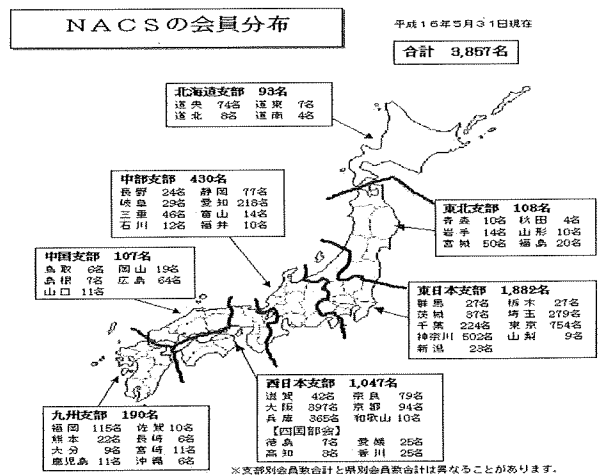 NACSの会員分布
平成16年5月31日現在
合計 3,857名
北海道支部 93名
道央 74名 道東 7名
道北 8名 道南 4名
中部支部 430名
長野 24名 静岡 77名
岐阜 29名 愛知 218名
三重 46名 富山 14名
石川 12名 福井 10名
東北支部 108名
青森 10名 秋田 4名
岩手 14名 山形 10名
宮城 50名 福島 20名
中国支部 107名
鳥取 6名 岡山 19名
島根 7名 広島 64名
山口 11名
東日本支部 1,882名
群馬 27名 栃木 27名
茨城 37名 埼玉 279名
千葉 224名 東京 754名
神奈川 502名 山梨 9名
新潟 23名
西日本支部 1,047名
滋賀 42名 奈良 79名
大阪 397名 京都 94名
兵庫 365名 和歌山 10名
【四国部会】
徳島 7名 愛媛 25名
高知 3名 香川 25名
九州支部 190名
福岡 115名 佐賀 10名
熊本 22名 長崎 6名
大分 9名 宮崎 11名
鹿児島 11名 沖縄 6名
※支部別会員数合計と県別会員数合計は異なることがあります。